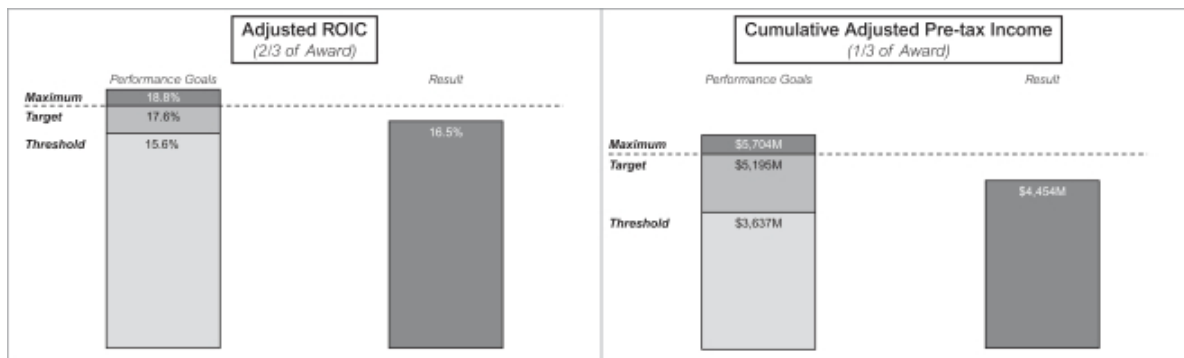 Adjusted ROIC
(2/3 of Award)
Performance Goals
Result
Maximum
18.8%
Target
17.6%
Threshold
15.6%
16.5%
Cumulative Adjusted Pre-tax Income
(1/3 of Award)
Performance Goals
Result
Maximum
$5,704M
Target
$5,195M
Threshold
$3,637M
$4,454M